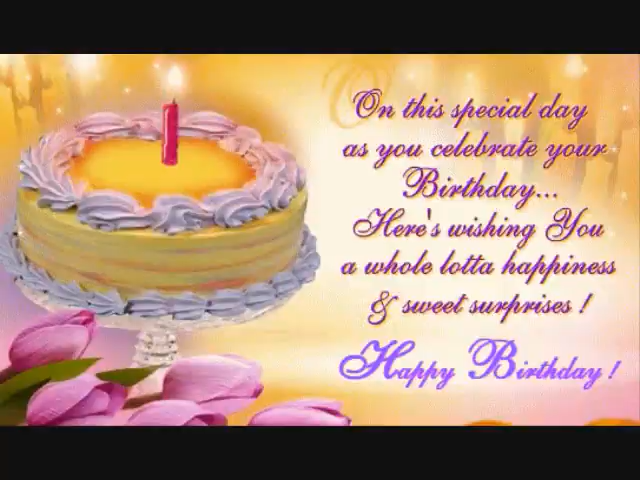 On this special day
as you celebrate your
Birthday...
Here's wishing You
a whole lotta happiness
& sweet surprises !
Happy Birthday !